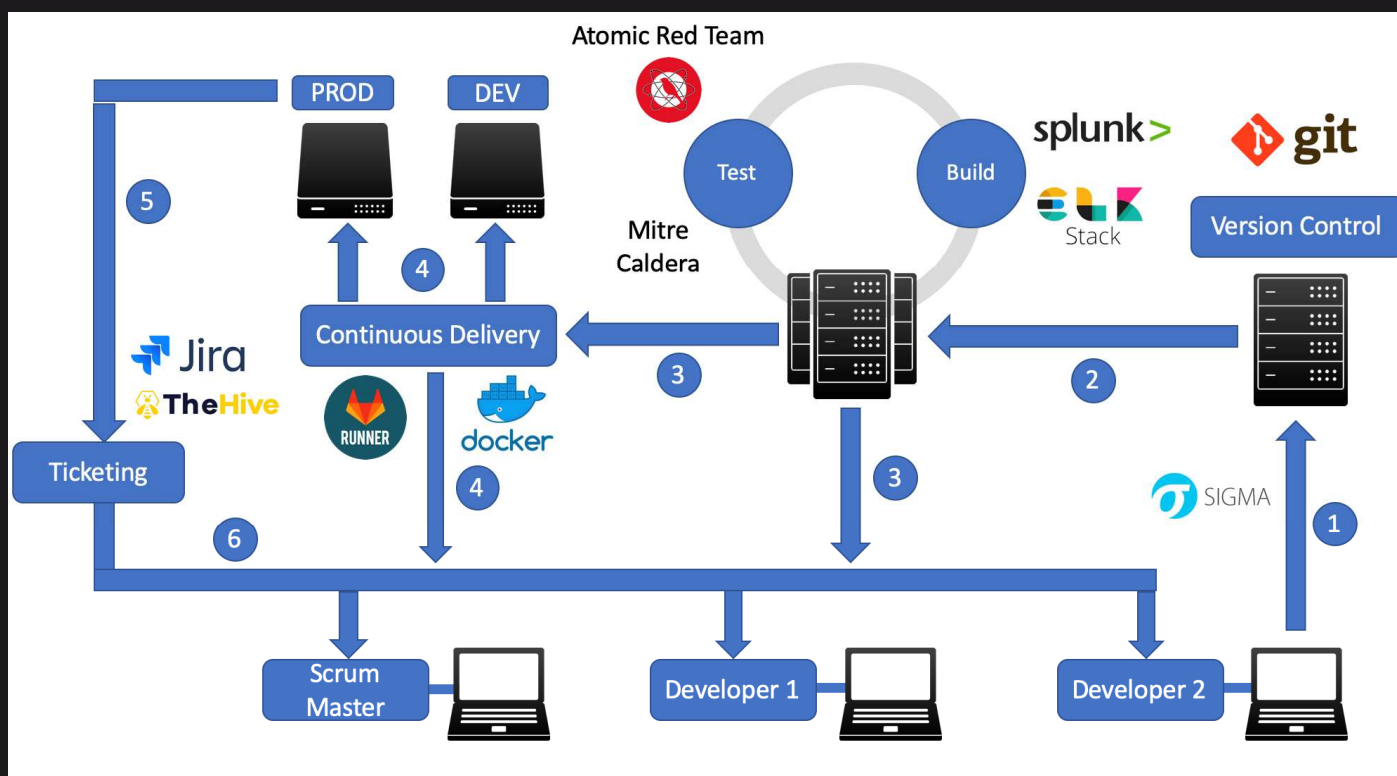 Atomic Red Team
PROD
DEV
splunk>
git
Test
Build
5
ELK
Stack
Version Control
Mitre
Caldera
4
Continuous Delivery
Jira
TheHive
3
2
RUNNER
docker
Ticketing
4
3
SIGMA
1
6
Scrum
Master
Developer 1
Developer 2